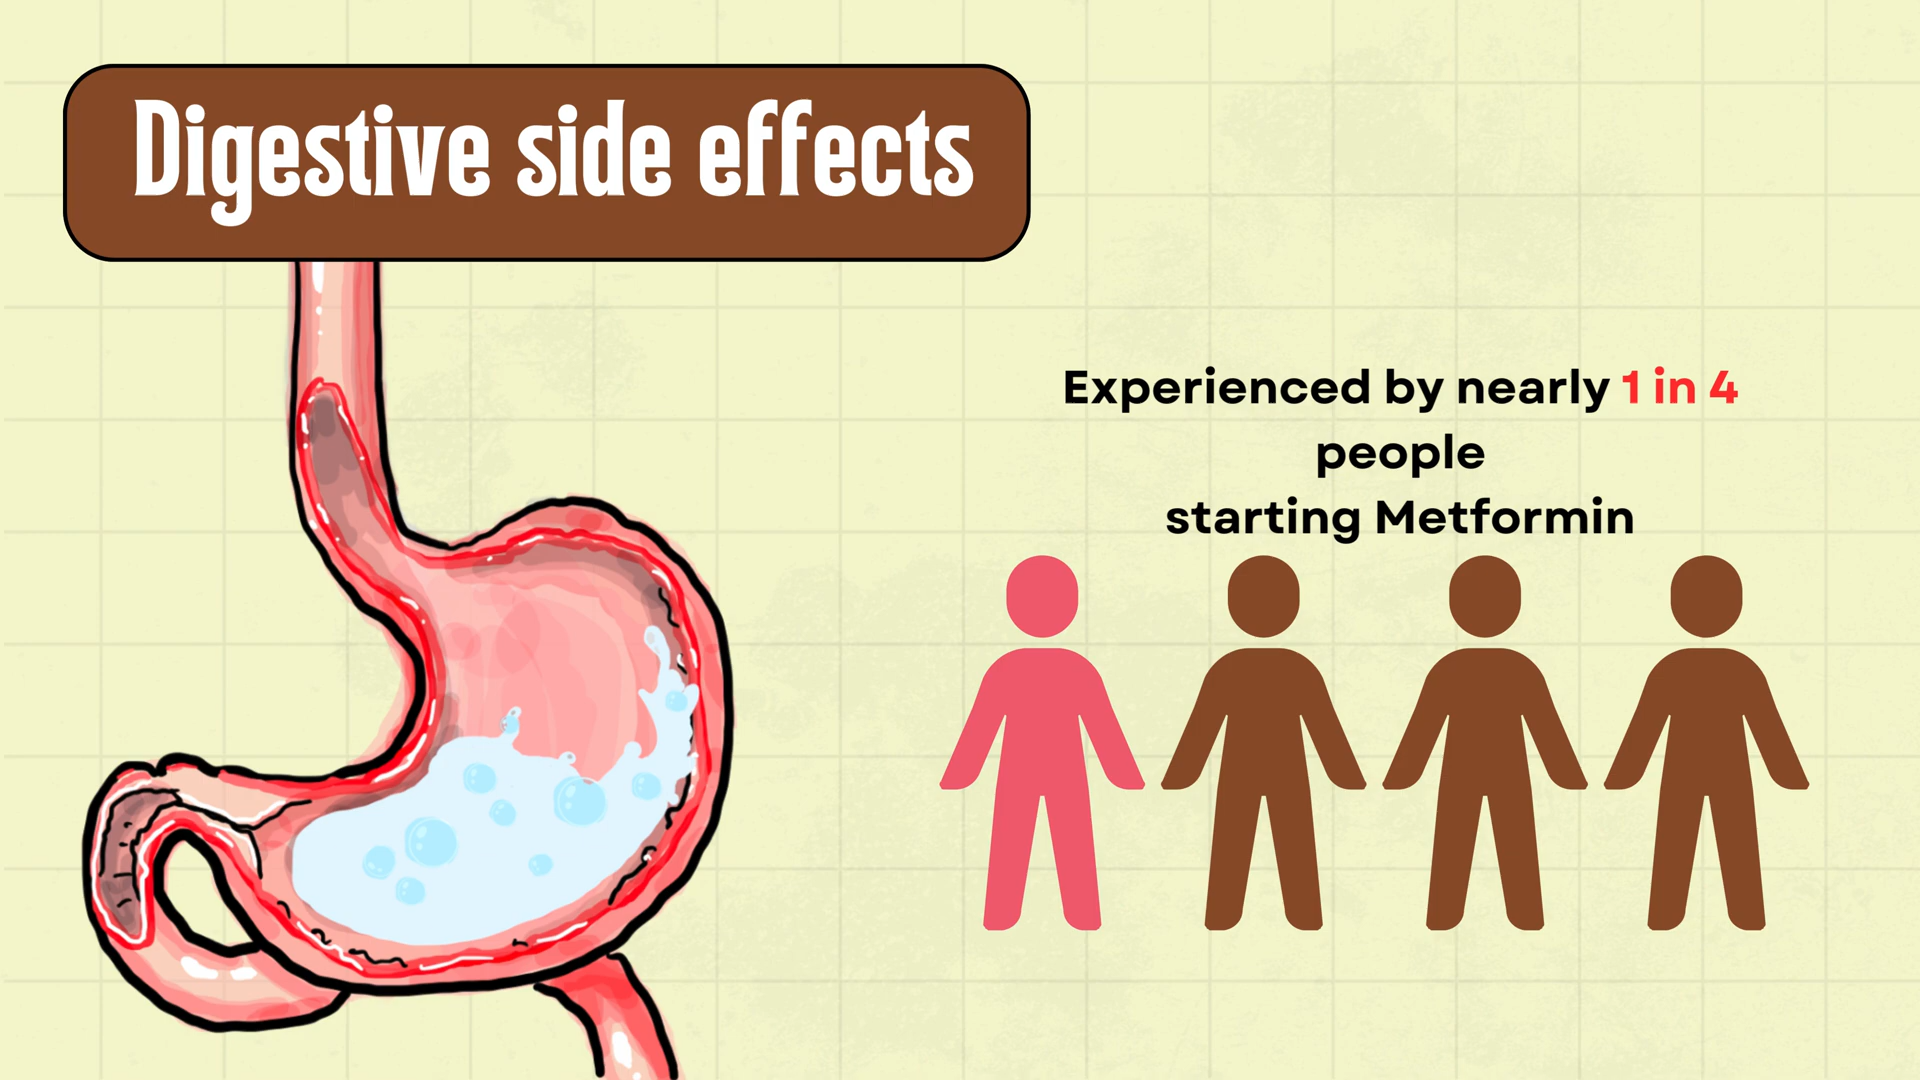 Digestive side effects
Experienced by nearly 1 in 4
people
starting Metformin